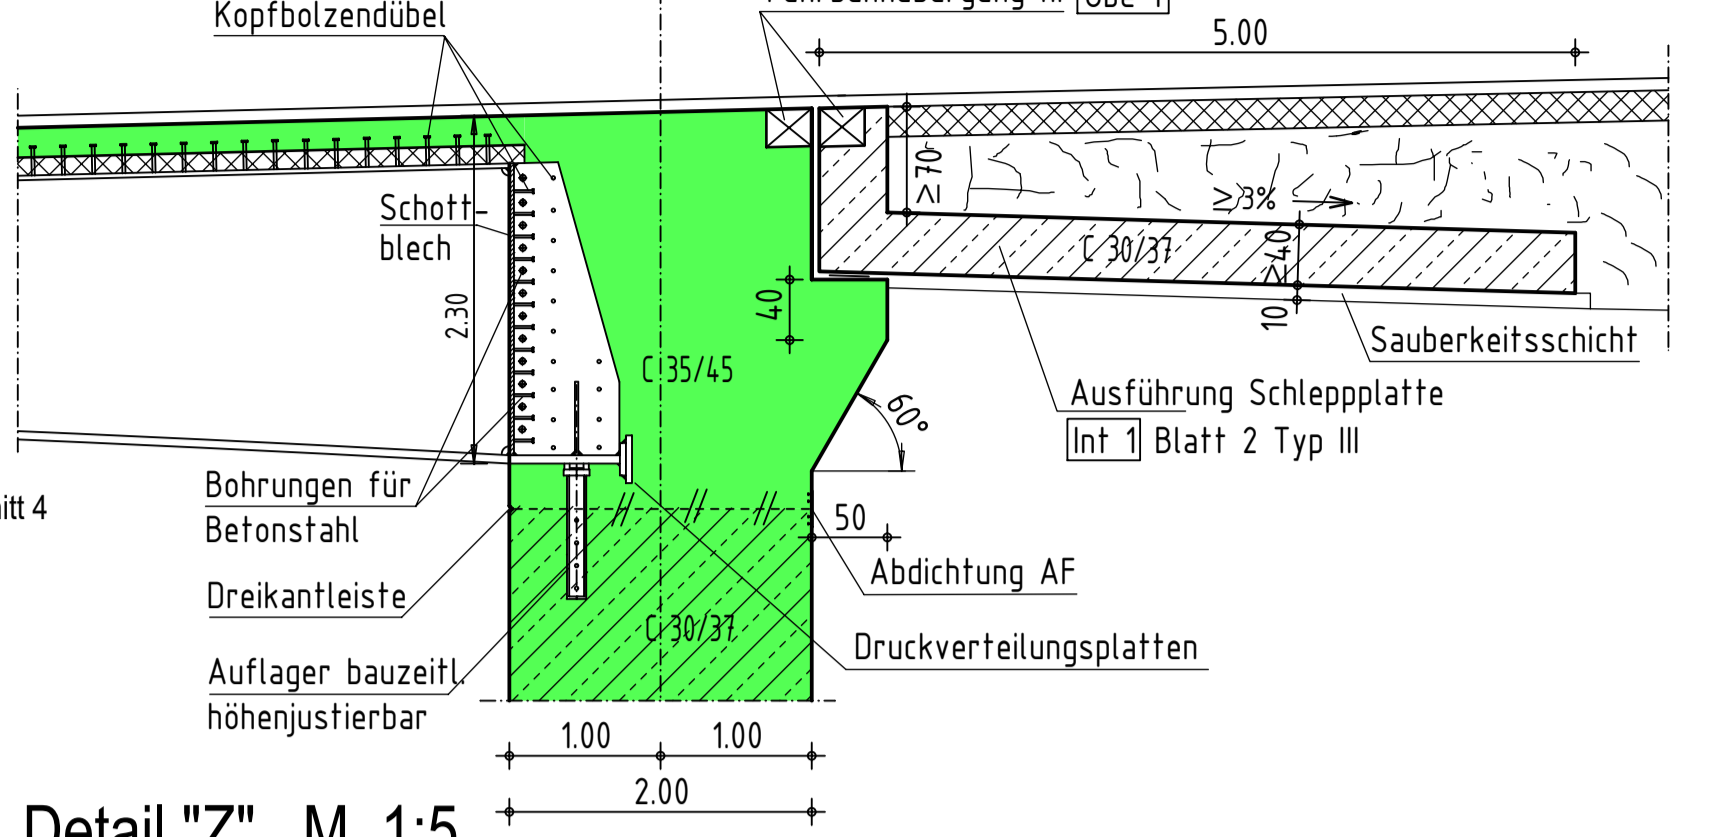 Kopfbolzendübel
5.00
≥70
≥ 3%
Schott-
blech
C 30/37
≥40
2.30
40
10
Sauberkeitsschicht
C 35/45
60°
Ausführung Schleppplatte
Int 1 Blatt 2 Typ III
Bohrungen für
Betonstahl
itt 4
50
Abdichtung AF
Dreikantleiste
C 30/37
Druckverteilungsplatten
Auflager bauzeitl.
höhenjustierbar
1.00
1.00
2.00
Detail "Z" M. 1:5